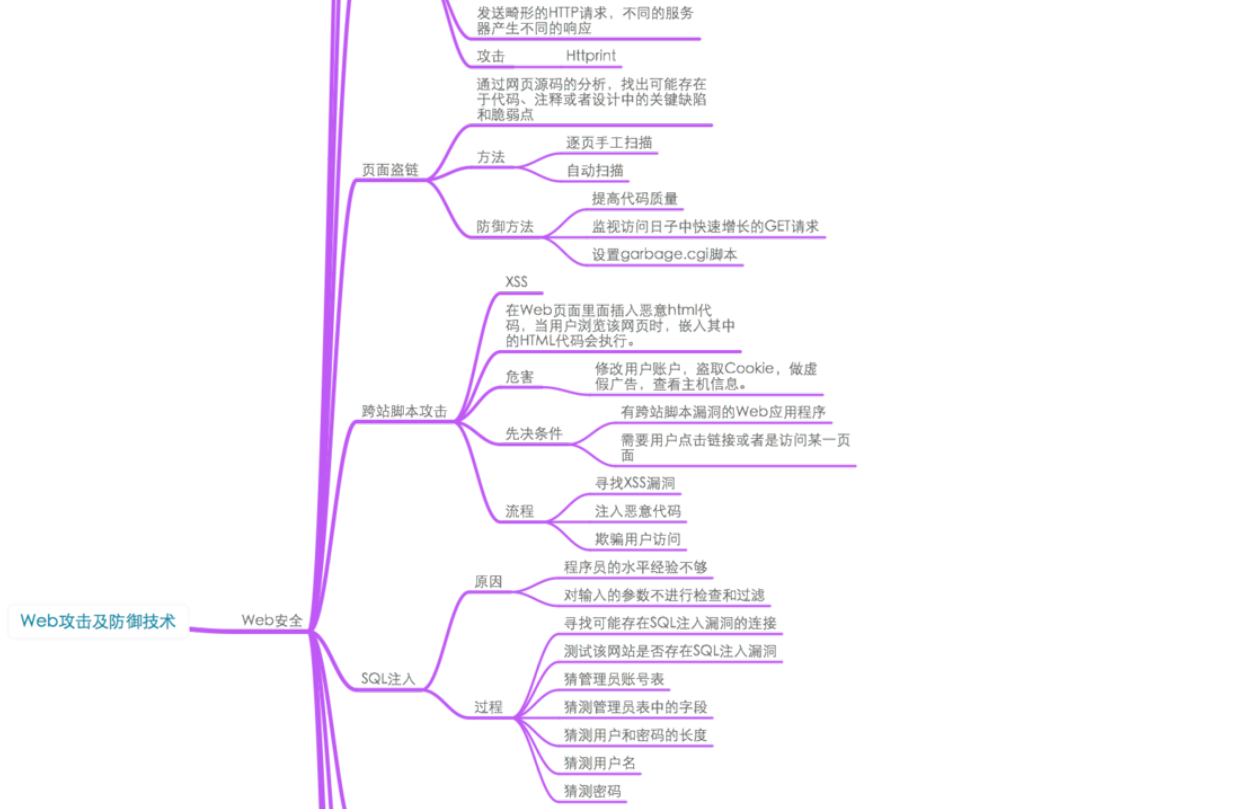 发送畸形的HTTP请求，不同的服务
器产生不同的响应
攻击
Httprint
通过网页源码的分析，找出可能存在
于代码、注释或者设计中的关键缺陷
和脆弱点
页面盗链
方法
逐页手工扫描
自动扫描
防御方法
提高代码质量
监视访问日子中快速增长的GET请求
设置garbage.cgi脚本
跨站脚本攻击
XSS
在Web页面里面插入恶意html代
码，当用户浏览该网页时，嵌入其中
的HTML代码会执行。
危害
修改用户账户，盗取Cookie，做虚
假广告，查看主机信息。
先决条件
有跨站脚本漏洞的Web应用程序
需要用户点击链接或者是访问某一页
面
流程
寻找XSS漏洞
注入恶意代码
欺骗用户访问
Web攻击及防御技术
Web安全
SQL注入
原因
程序员的水平经验不够
对输入的参数不进行检查和过滤
过程
寻找可能存在SQL注入漏洞的连接
测试该网站是否存在SQL注入漏洞
猜管理员账号表
猜测管理员表中的字段
猜测用户和密码的长度
猜测用户名
猜测密码